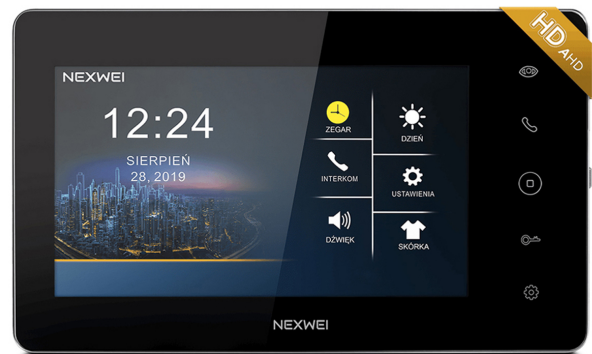 HD AHD
NEXWEI
12:24
SIERPIEŃ
28, 2019
ZEGAR
DZIEŃ
INTERKOM
USTAWIENIA
DŹWIĘK
SKÓRKA
NEXWEI